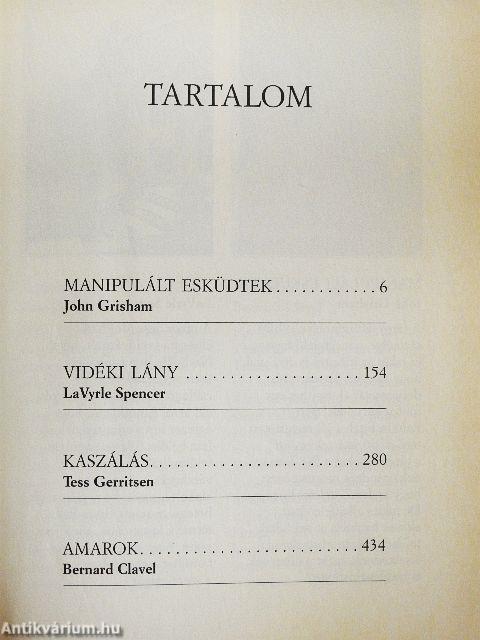 TARTALOM
MANIPULÁLT ESKÜDTEK . . . . . . . . . . . . 6
John Grisham
VIDÉKI LÁNY . . . . . . . . . . . . . . . . . . . . . 154
LaVyrle Spencer
KASZÁLÁS. . . . . . . . . . . . . . . . . . . . . . . . . 280
Tess Gerritsen
AMAROK. . . . . . . . . . . . . . . . . . . . . . . . . . 434
Bernard Clavel
Antikvárium.hu